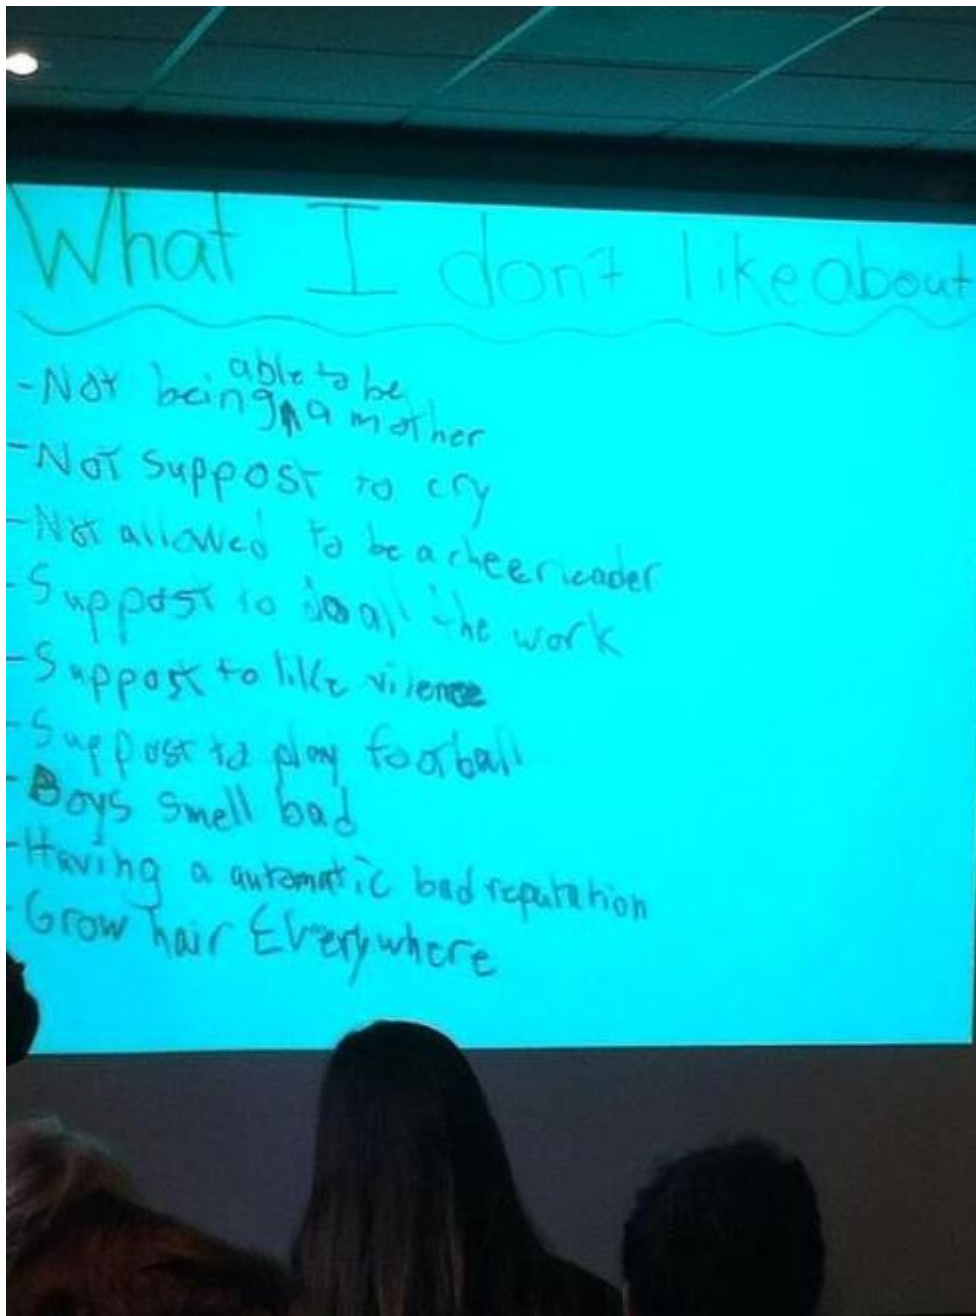 What I don't like about
able to be
-Not being a mother
-Not suppost to cry
-Not allowed to be a cheerleader
-Suppost to do all the work
-Suppost to like vilence
-Suppost to play football
-Boys smell bad
-Having a automatic bad reputation
-Grow hair Everywhere